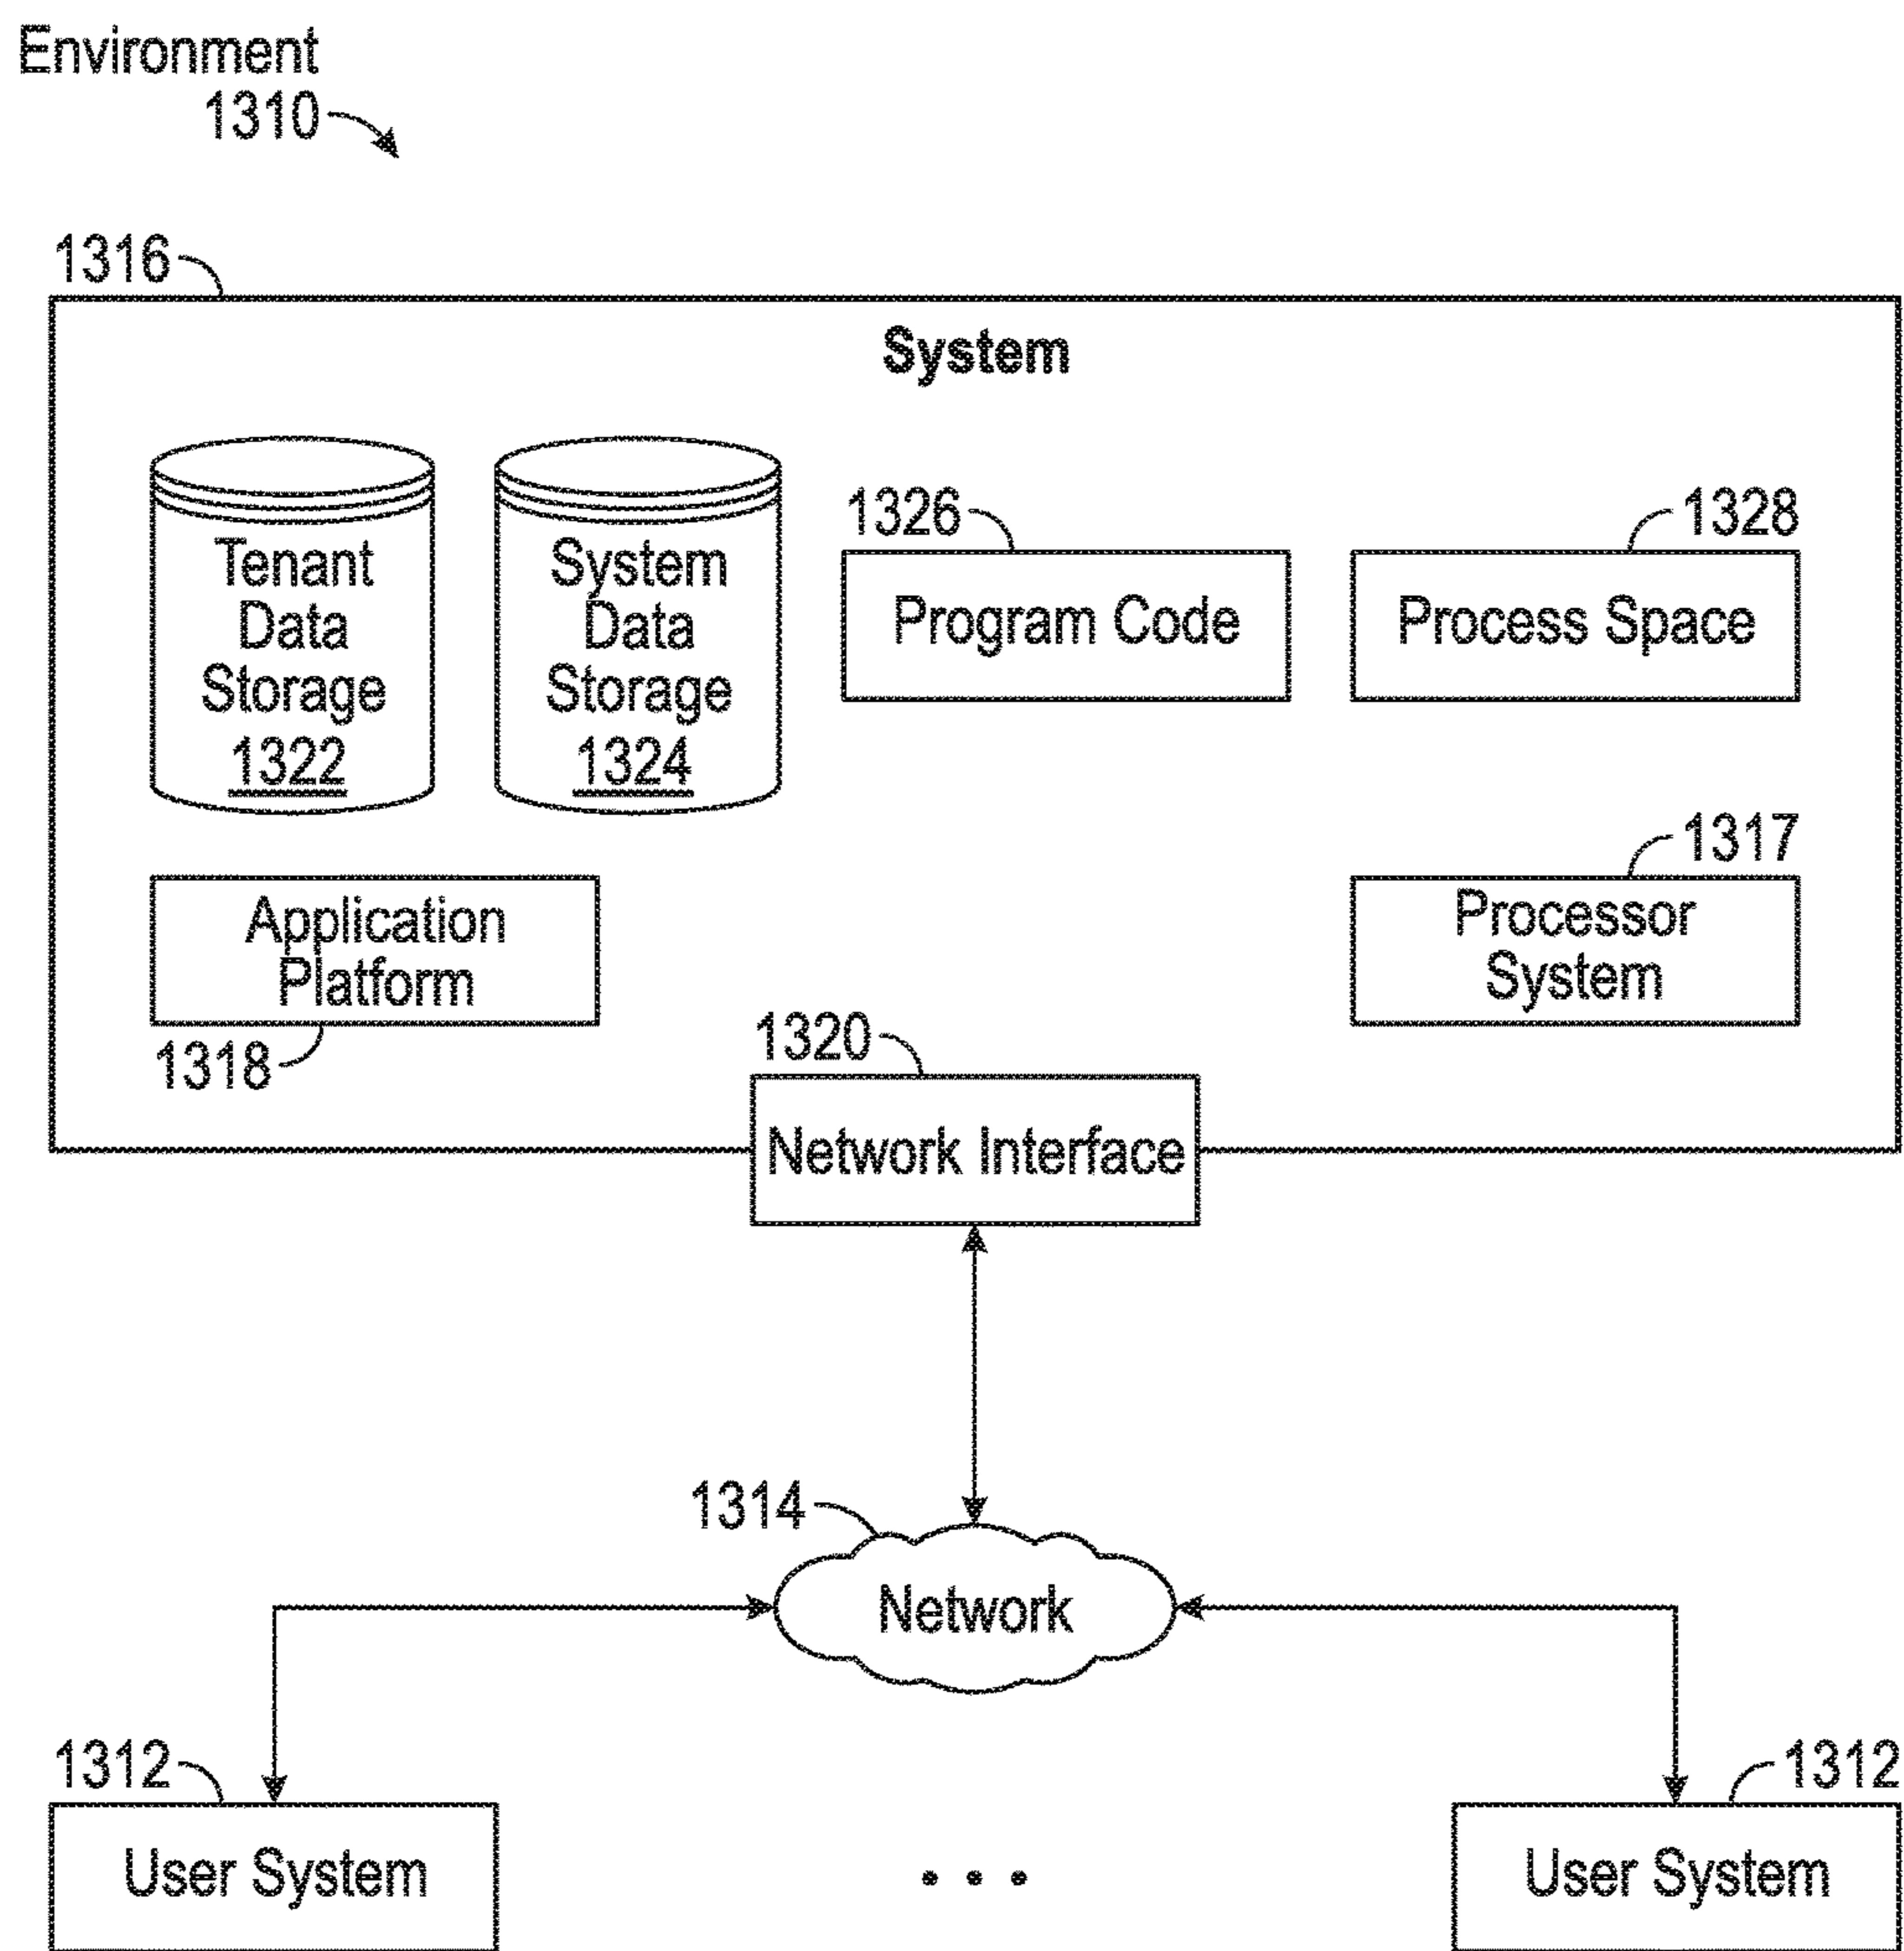 Environment
1310
1316
System
Tenant
Data
Storage
1322
System
Data
Storage
1324
1326
Program Code
1328
Process Space
Application
Platform
1318
1317
Processor
System
1320
Network Interface
1314
Network
1312
User System
. . .
1312
User System